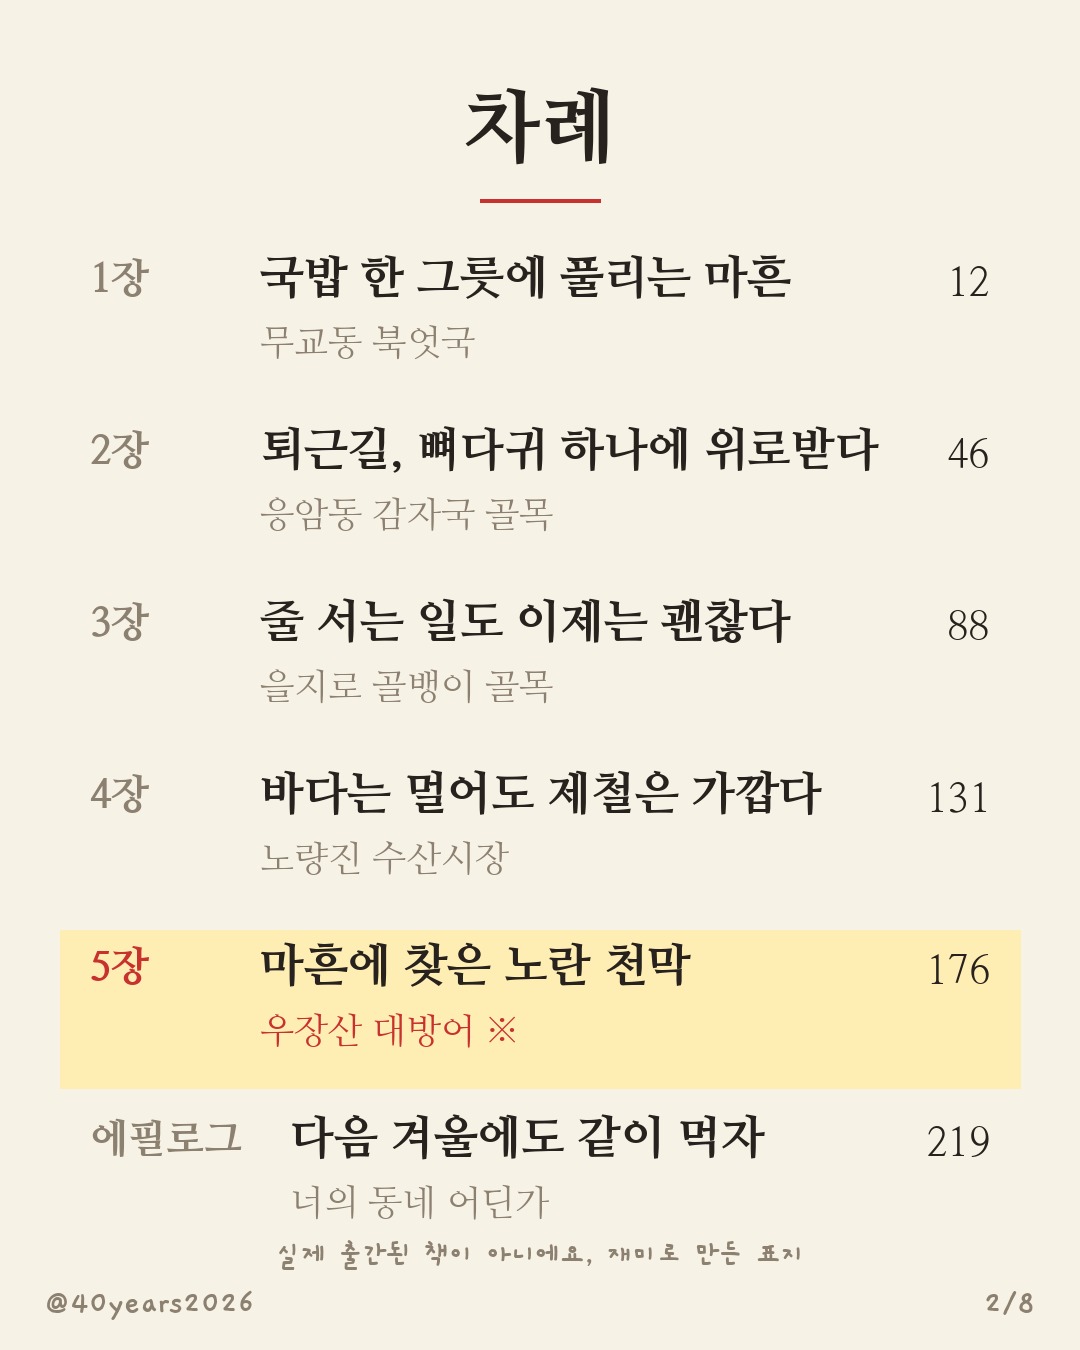 차례
1장 국밥 한 그릇에 풀리는 마흔 12
무교동 북엇국
2장 퇴근길, 뼈다귀 하나에 위로받다 46
응암동 감자국 골목
3장 줄 서는 일도 이제는 괜찮다 88
을지로 골뱅이 골목
4장 바다는 멀어도 제철은 가깝다 131
노량진 수산시장
5장 마흔에 찾은 노란 천막 176
우장산 대방어 ※
에필로그 다음 겨울에도 같이 먹자 219
너의 동네 어딘가
실제 출간된 책이 아니에요, 재미로 만든 표지
@40years2026 2/8